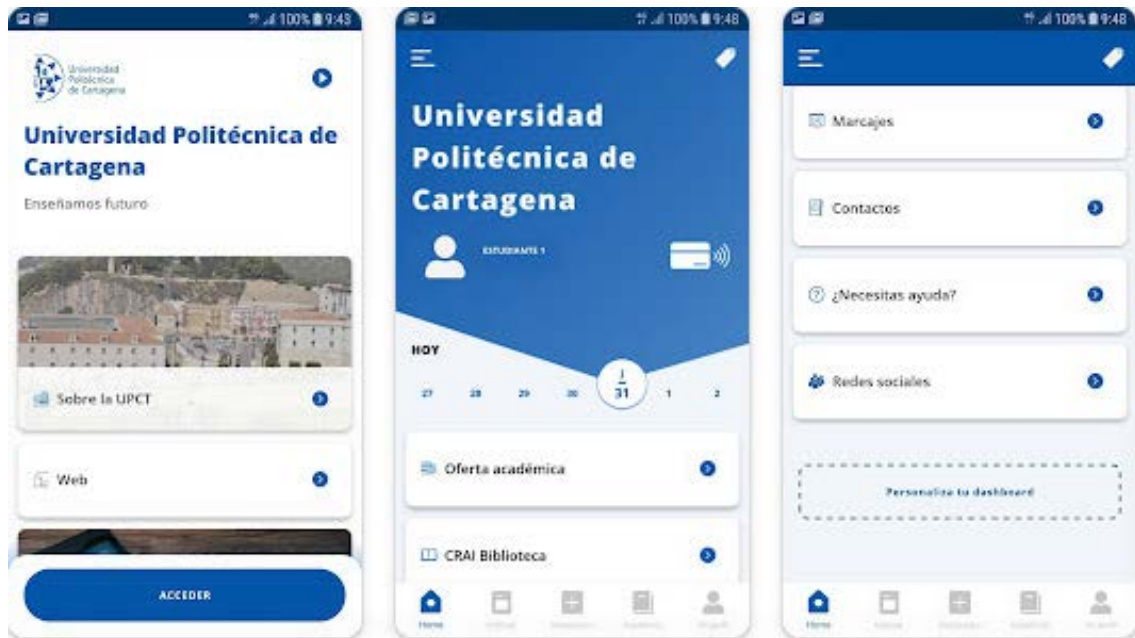 100% 9:43
Universidad
Politécnica
de Cartagena
Universidad Politécnica de
Cartagena
Enseñamos futuro
Sobre la UPCT
Web
ACCEDER
100% 9:48
Universidad
Politécnica de
Cartagena
ESTUDIANTE 1
HOY
J
27 28 29 30 31 1 2
Oferta académica
CRAI Biblioteca
Home
100% 9:48
Marcajes
Contactos
¿Necesitas ayuda?
Redes sociales
Personaliza tu dashboard
Home